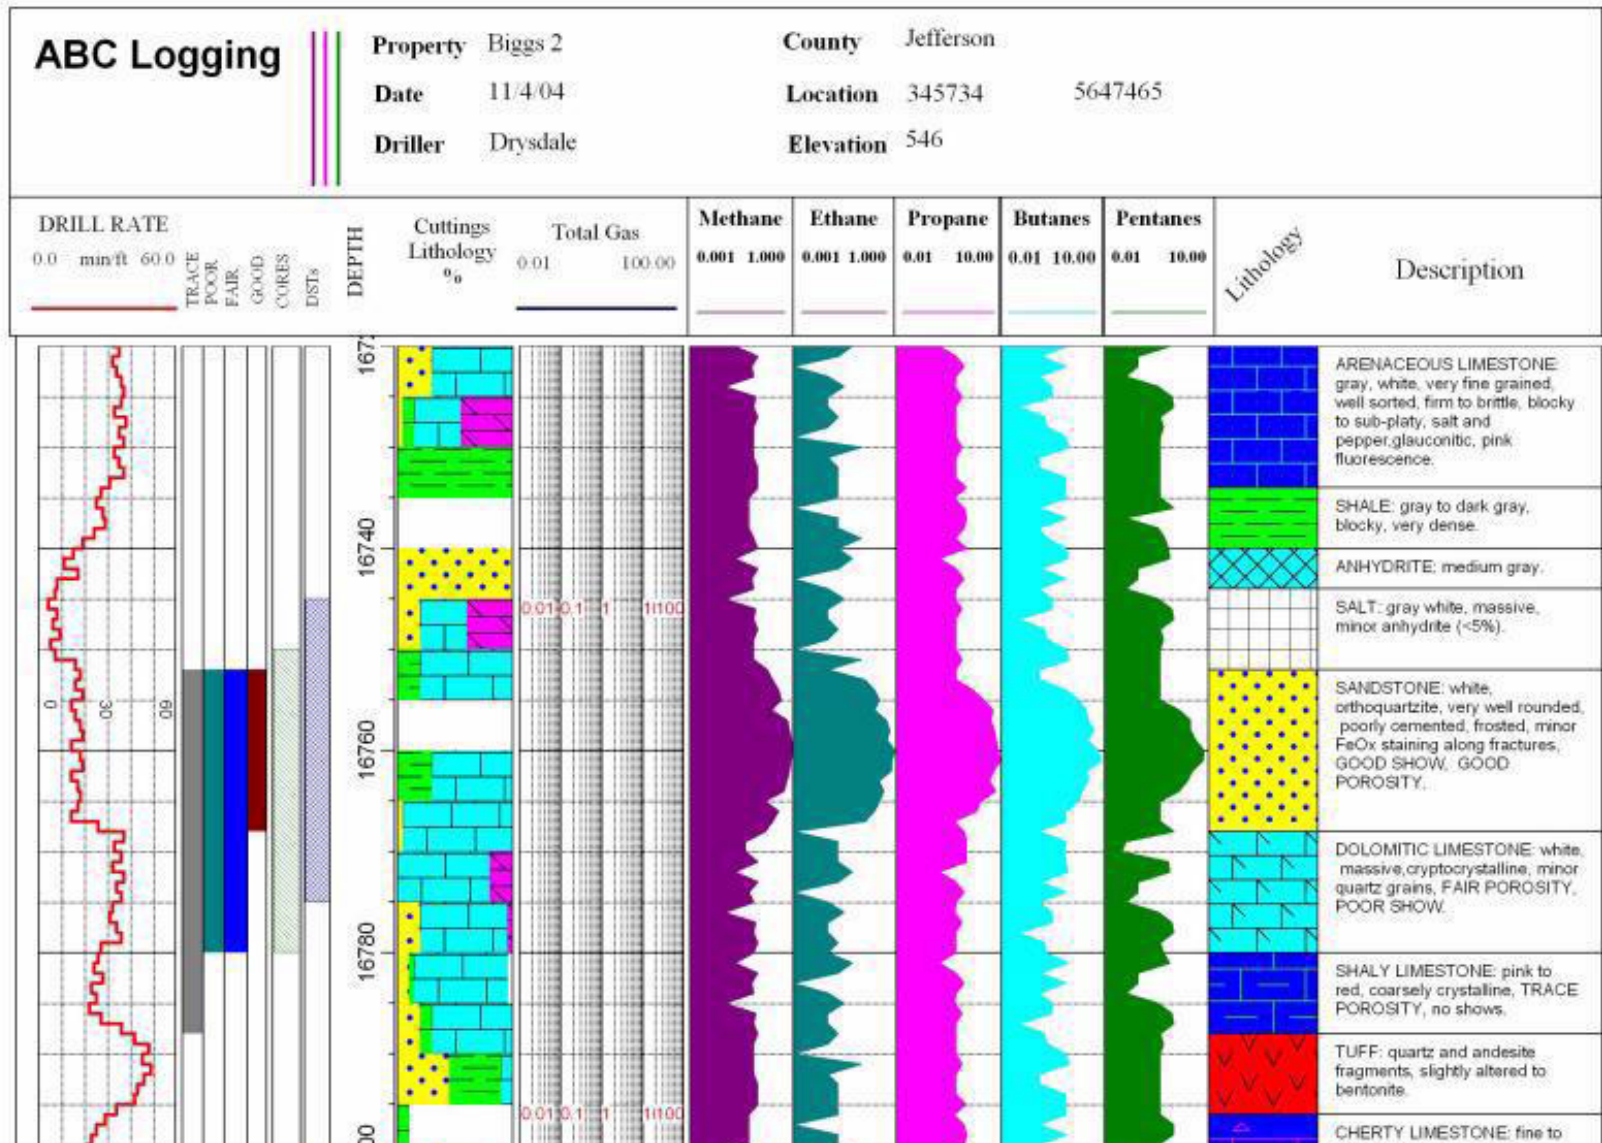 ABC Logging
Property Biggs 2
County Jefferson
Date 11/4/04
Location 345734 5647465
Driller Drysdale
Elevation 546
DRILL RATE
0.0 min/ft 60.0
TRACE
POOR
FAIR
GOOD
CORES
DSTs
DEPTH
Cuttings
Lithology
%
Total Gas
0.01 100.00
Methane
0.001 1.000
Ethane
0.001 1.000
Propane
0.01 10.00
Butanes
0.01 10.00
Pentanes
0.01 10.00
Lithology
Description
ARENACEOUS LIMESTONE:
gray, white, very fine grained,
well sorted, firm to brittle, blocky
to sub-platy, salt and
pepper,glauconitic, pink
fluorescence.
SHALE: gray to dark gray,
blocky, very dense.
16740
ANHYDRITE: medium gray.
0.01 0.1 1
SALT: gray white, massive,
minor anhydrite (<5%).
0 30 60
16760
SANDSTONE: white,
orthoquartzite, very well rounded,
poorly cemented, frosted, minor
FeOx staining along fractures,
GOOD SHOW, GOOD
POROSITY.
DOLOMITIC LIMESTONE: white,
massive,cryptocrystalline, minor
quartz grains, FAIR POROSITY,
POOR SHOW.
16780
SHALY LIMESTONE: pink to
red, coarsely crystalline, TRACE
POROSITY, no shows.
TUFF: quartz and andesite
fragments, slightly altered to
bentonite.
0.01 0.1 1
CHERTY LIMESTONE: fine to